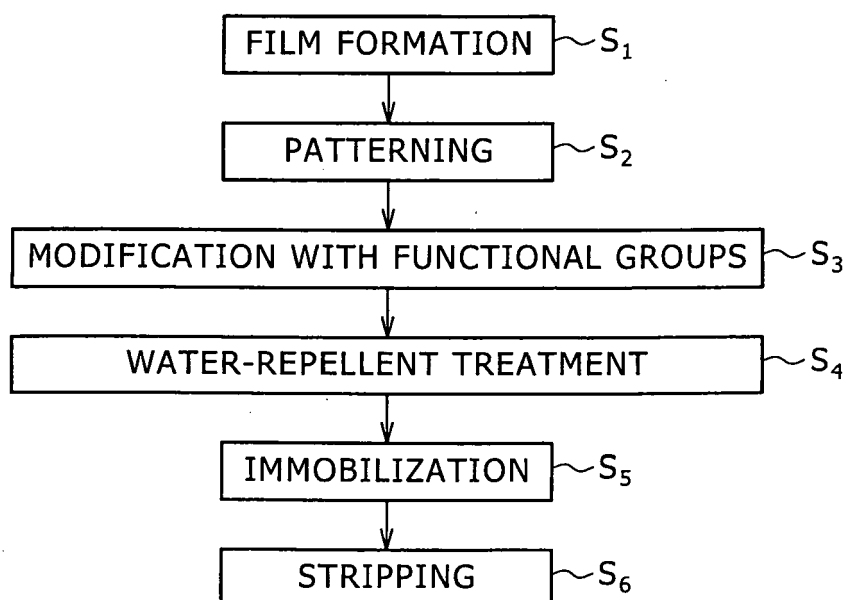 FILM FORMATION S₁
PATTERNING S₂
MODIFICATION WITH FUNCTIONAL GROUPS S₃
WATER-REPELLENT TREATMENT S₄
IMMOBILIZATION S₅
STRIPPING S₆